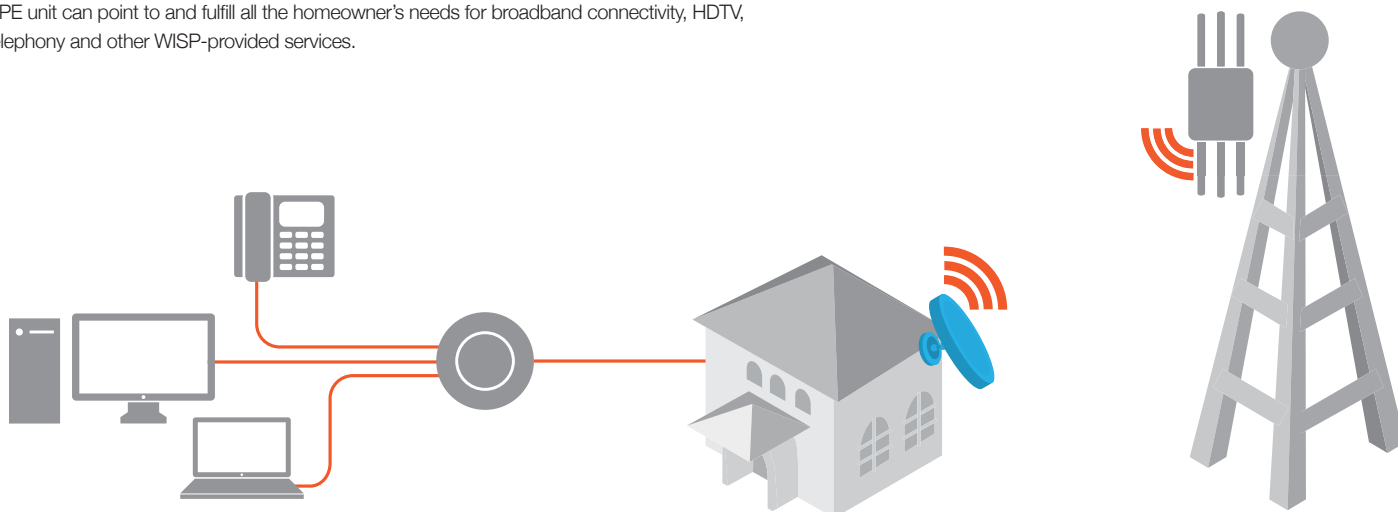 PE unit can point to and fulfill all the homeowner’s needs for broadband connectivity, HDTV,
lephony and other WISP-provided services.